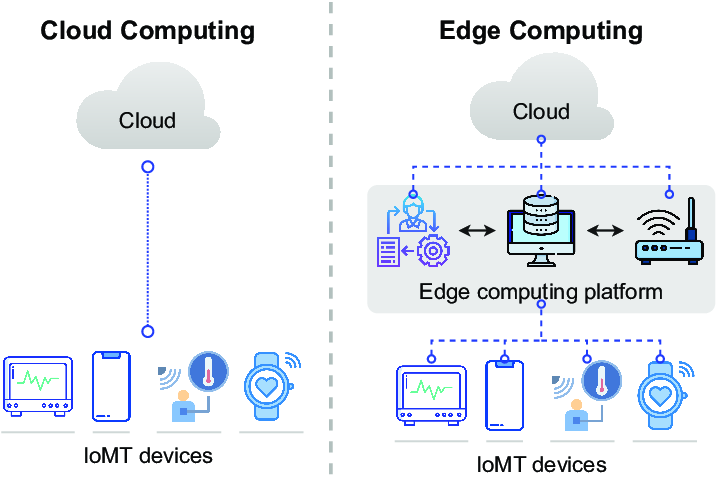 Cloud Computing
Cloud
IoMT devices
Edge Computing
Cloud
Edge computing platform
IoMT devices